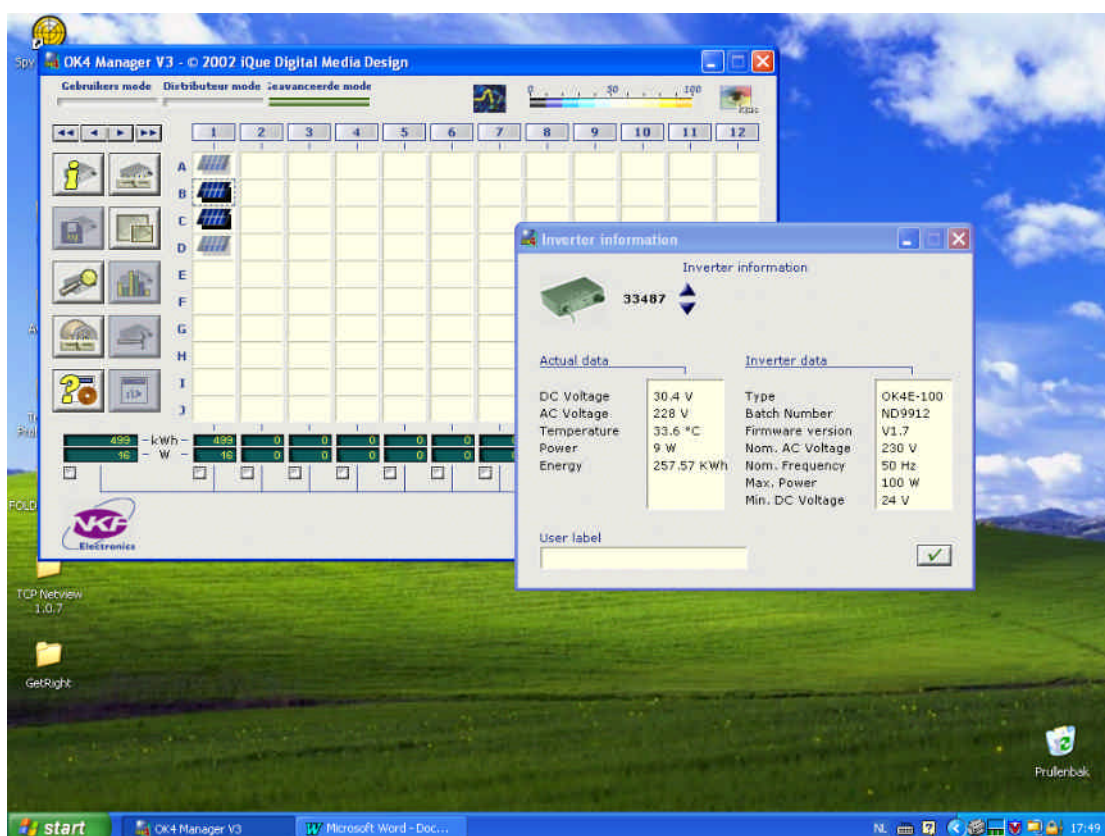 Spy
OK4 Manager V3 - © 2002 iQue Digital Media Design
Gebruikers mode Distributeur mode Geavanceerde mode
0 50 100
1 2 3 4 5 6 7 8 9 10 11 12
A
B
C
D
E
F
G
H
I
J
499 - kWh - 499 0 0 0 0 0
16 - W - 16 0 0 0 0 0
NKF
Electronics
Inverter information
Inverter information
33487
Actual data
DC Voltage 30.4 V
AC Voltage 228 V
Temperature 33.6 °C
Power 9 W
Energy 257.57 KWh
Inverter data
Type OK4E-100
Batch Number ND9912
Firmware version V1.7
Nom. AC Voltage 230 V
Nom. Frequency 50 Hz
Max. Power 100 W
Min. DC Voltage 24 V
User label
TCP Netview
1.0.7
GetRight
Prullenbak
start
OK4 Manager V3
Microsoft Word - Doc...
NL
17:49